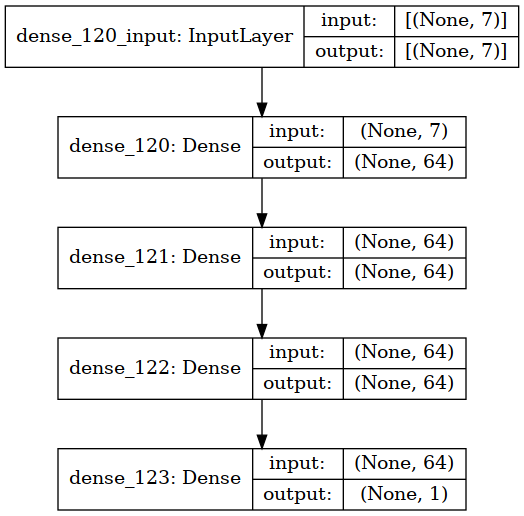 dense_120_input: InputLayer
input: [(None, 7)]
output: [(None, 7)]
dense_120: Dense
input: (None, 7)
output: (None, 64)
dense_121: Dense
input: (None, 64)
output: (None, 64)
dense_122: Dense
input: (None, 64)
output: (None, 64)
dense_123: Dense
input: (None, 64)
output: (None, 1)